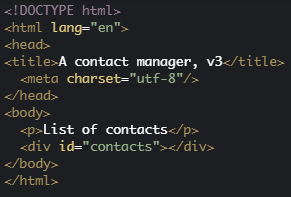 <!DOCTYPE html>
<html lang="en">
<head>
<title>A contact manager, v3</title>
  <meta charset="utf-8"/>
</head>
<body>
  <p>List of contacts</p>
  <div id="contacts"></div>
</body>
</html>